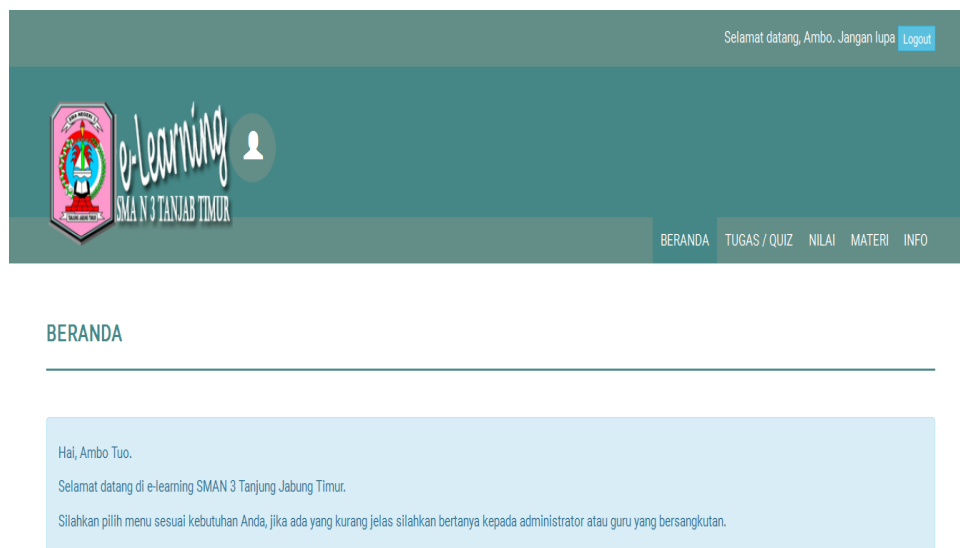 Selamat datang, Ambo. Jangan lupa Logout
e-Learning
SMA N 3 TANJAB TIMUR
BERANDA TUGAS / QUIZ NILAI MATERI INFO
BERANDA
Hai, Ambo Tuo.
Selamat datang di e-learning SMAN 3 Tanjung Jabung Timur.
Silahkan pilih menu sesuai kebutuhan Anda, jika ada yang kurang jelas silahkan bertanya kepada administrator atau guru yang bersangkutan.